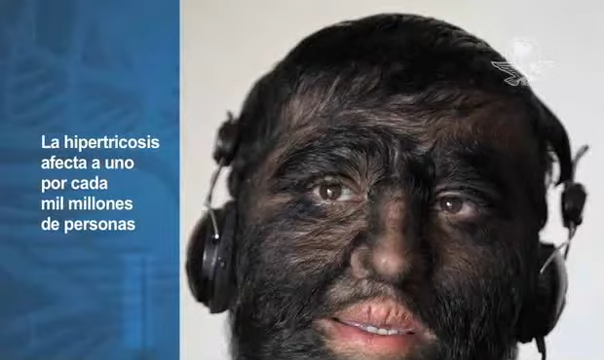 La hipertricosis
afecta a uno
por cada
mil millones
de personas